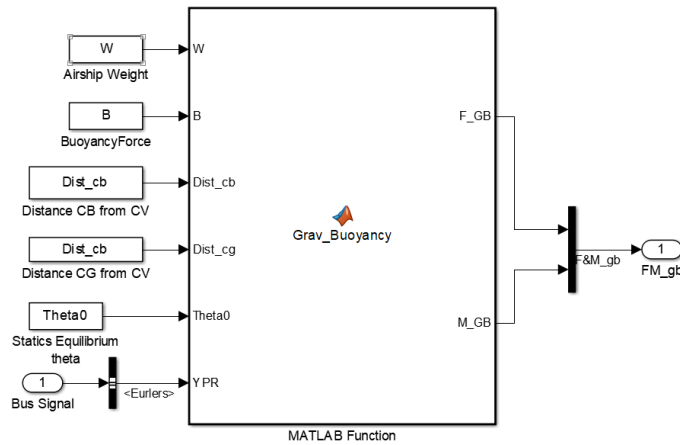 W
Airship Weight
W
B
BuoyancyForce
B
F_GB
Dist_cb
Distance CB from CV
Dist_cb
Grav_Buoyancy
Dist_cb
Distance CG from CV
Dist_cg
F&M_gb
1
FM_gb
Theta0
Statics Equilibrium
theta
Theta0
M_GB
1
Bus Signal
<Eurlers>
YPR
MATLAB Function